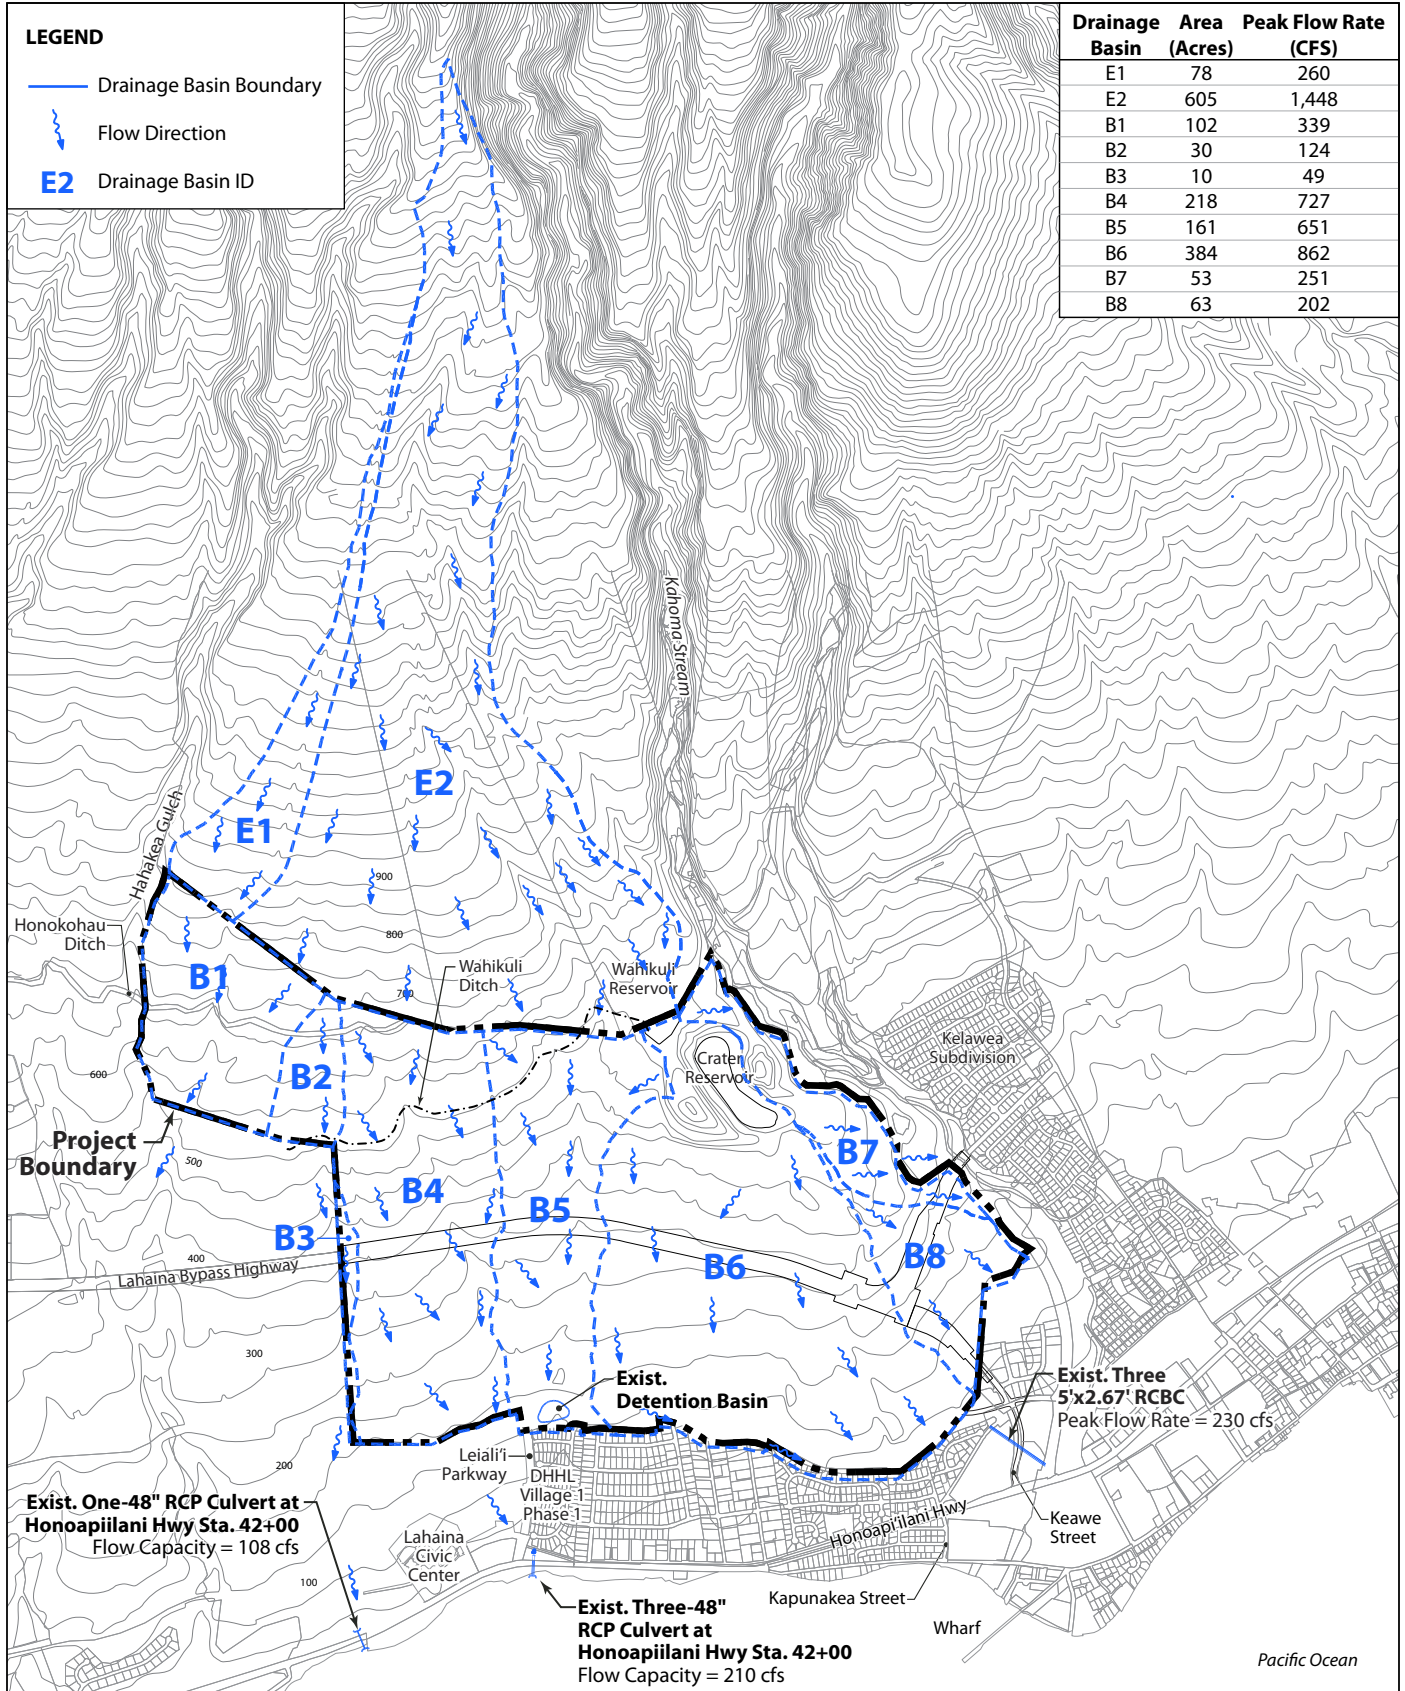 LEGEND
Drainage Basin Boundary
Flow Direction
E2 Drainage Basin ID
Drainage Area Peak Flow Rate
Basin (Acres) (CFS)
E1 78 260
E2 605 1,448
B1 102 339
B2 30 124
B3 10 49
B4 218 727
B5 161 651
B6 384 862
B7 53 251
B8 63 202
Kahoma Stream
E2
E1
Hahakea Gulch
900
800
700
Honokohau
Ditch
B1
Wahikuli
Ditch
Wahikuli
Reservoir
Crater
Reservoir
Kelawea
Subdivision
600
B2
Project
Boundary
500
B7
B4
B5
B3
B8
B6
400
Lahaina Bypass Highway
300
Exist.
Detention Basin
Exist. Three
5'x2.67' RCBC
Peak Flow Rate = 230 cfs
200
Leiali'i
Parkway
DHHL
Village 1
Phase 1
Exist. One-48" RCP Culvert at
Honoapiilani Hwy Sta. 42+00
Flow Capacity = 108 cfs
Lahaina
Civic
Center
Honoapi'ilani Hwy
Keawe
Street
100
Kapunakea Street
Exist. Three-48"
RCP Culvert at
Honoapiilani Hwy Sta. 42+00
Flow Capacity = 210 cfs
Wharf
Pacific Ocean